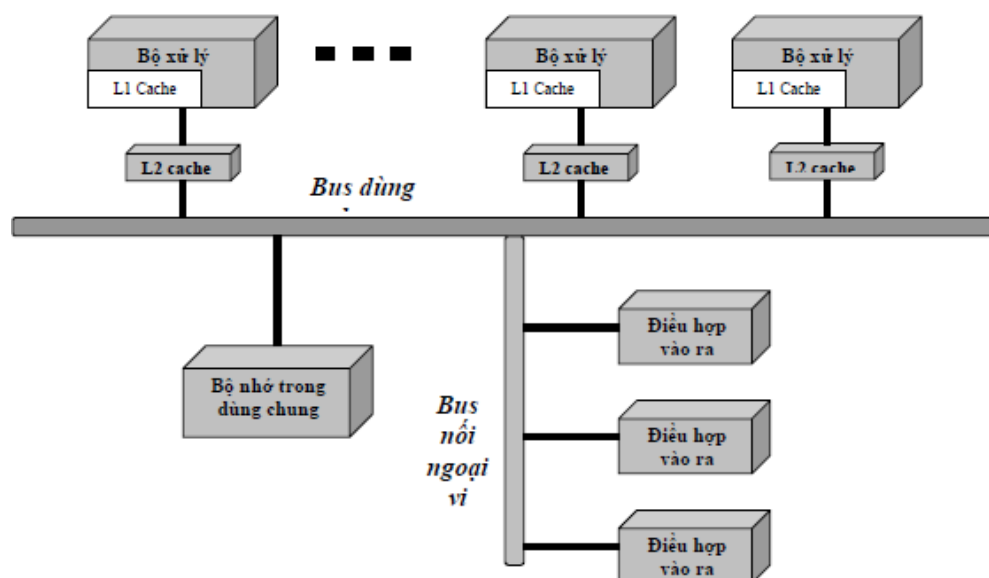 Bộ xử lý
L1 Cache
Bộ xử lý
L1 Cache
Bộ xử lý
L1 Cache
L2 cache
L2 cache
L2 cache
Bus dùng
Điều hợp
vào ra
Bộ nhớ trong
dùng chung
Bus
nối
ngoại
vi
Điều hợp
vào ra
Điều hợp
vào ra